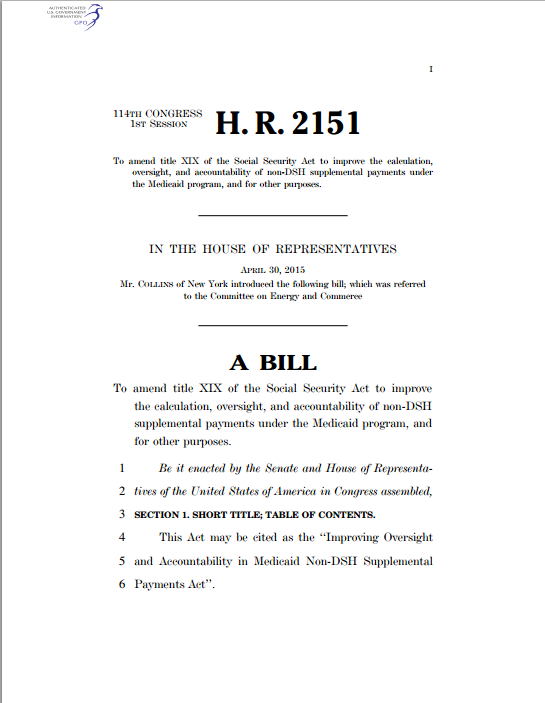 AUTHENTICATED
U.S. GOVERNMENT
INFORMATION
GPO
I
114TH CONGRESS
1ST SESSION
H. R. 2151
To amend title XIX of the Social Security Act to improve the calculation,
oversight, and accountability of non-DSH supplemental payments under
the Medicaid program, and for other purposes.
IN THE HOUSE OF REPRESENTATIVES
APRIL 30, 2015
Mr. COLLINS of New York introduced the following bill; which was referred
to the Committee on Energy and Commerce
A BILL
To amend title XIX of the Social Security Act to improve
the calculation, oversight, and accountability of non-DSH
supplemental payments under the Medicaid program, and
for other purposes.
1 Be it enacted by the Senate and House of Representa-
2 tives of the United States of America in Congress assembled,
3 SECTION 1. SHORT TITLE; TABLE OF CONTENTS.
4 This Act may be cited as the ‘‘Improving Oversight
5 and Accountability in Medicaid Non-DSH Supplemental
6 Payments Act’’.